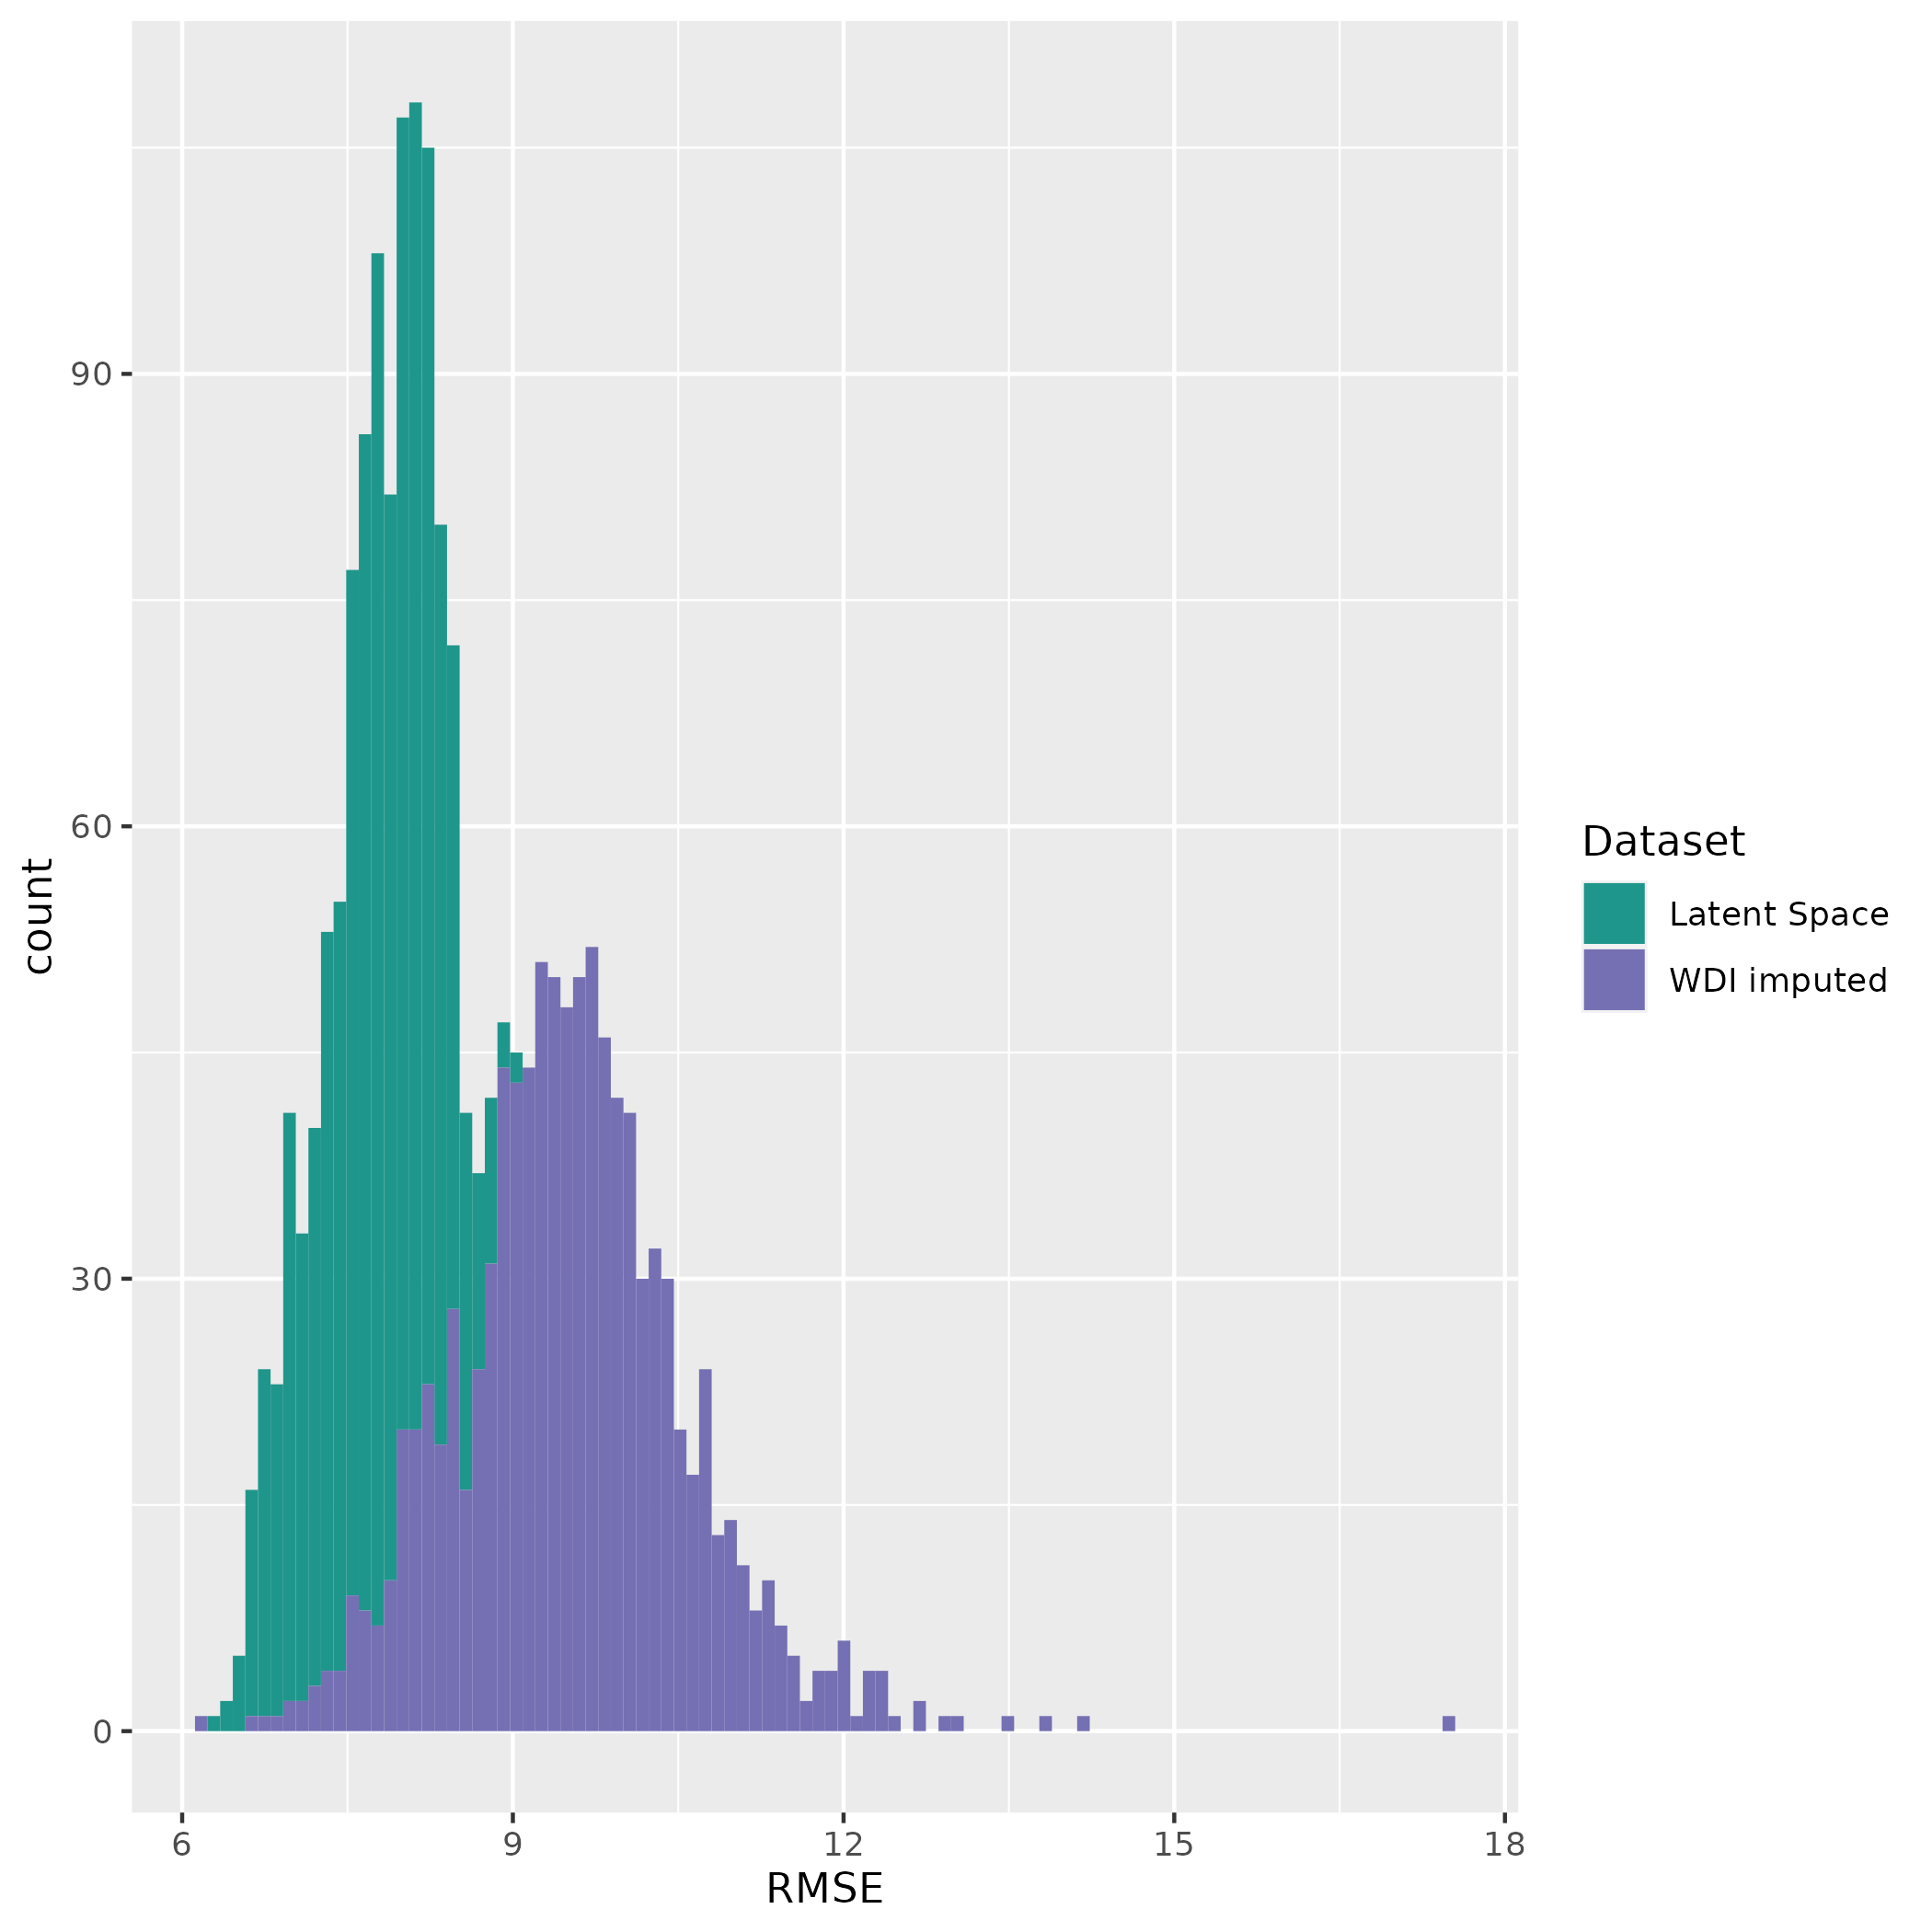 90
60
30
0
count
6 9 12 15 18
RMSE
Dataset
Latent Space
WDI imputed